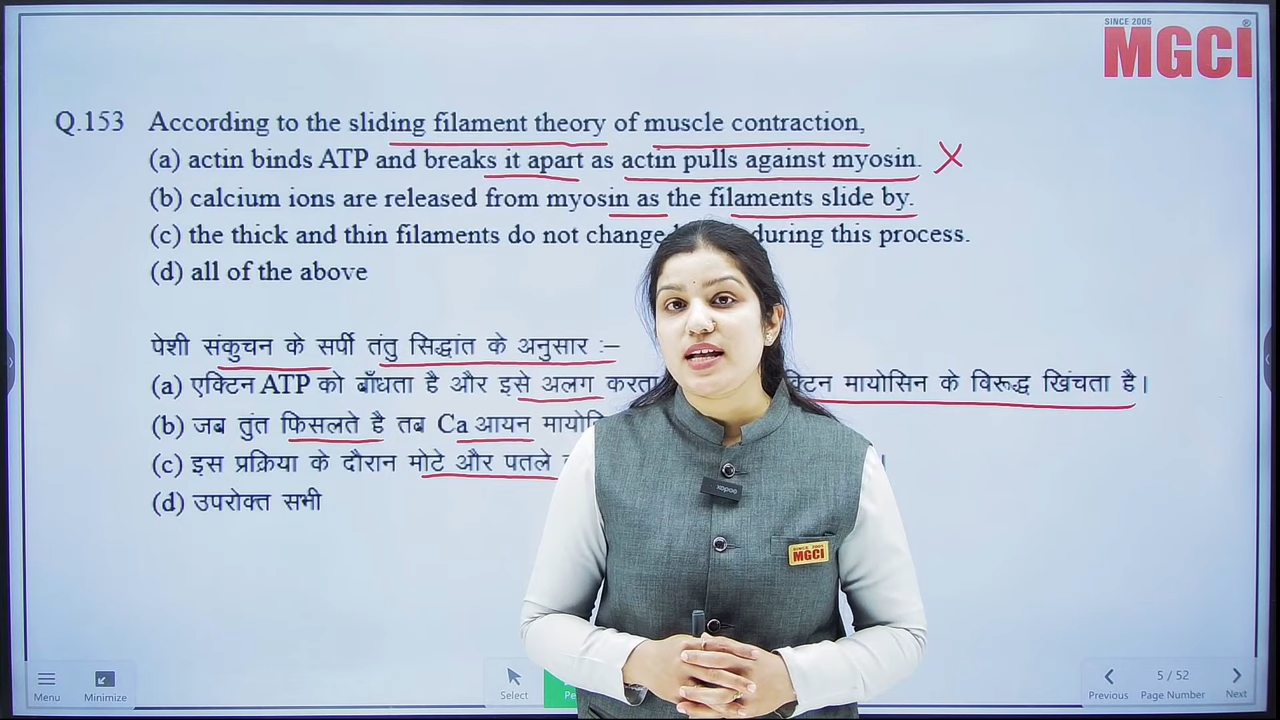 SINCE 2005
MGCI
Q.153 According to the sliding filament theory of muscle contraction,
(a) actin binds ATP and breaks it apart as actin pulls against myosin.
(b) calcium ions are released from myosin as the filaments slide by.
(c) the thick and thin filaments do not change during this process.
(d) all of the above
पेशी संकुचन के सर्पी तंतु सिद्धांत के अनुसार :–
(a) एक्टिन ATP को बाँधता है और इसे अलग मायोसिन के विरूद्ध खिंचता है।
(b) जब तुंत फिसलते है तब Ca आयन
(c) इस प्रक्रिया के दौरान मोटे और पतले
(d) उपरोक्त सभी
SINCE 2005
MGCI
Godox
Menu
Minimize
Select
Previous
5 / 52
Page Number
Next